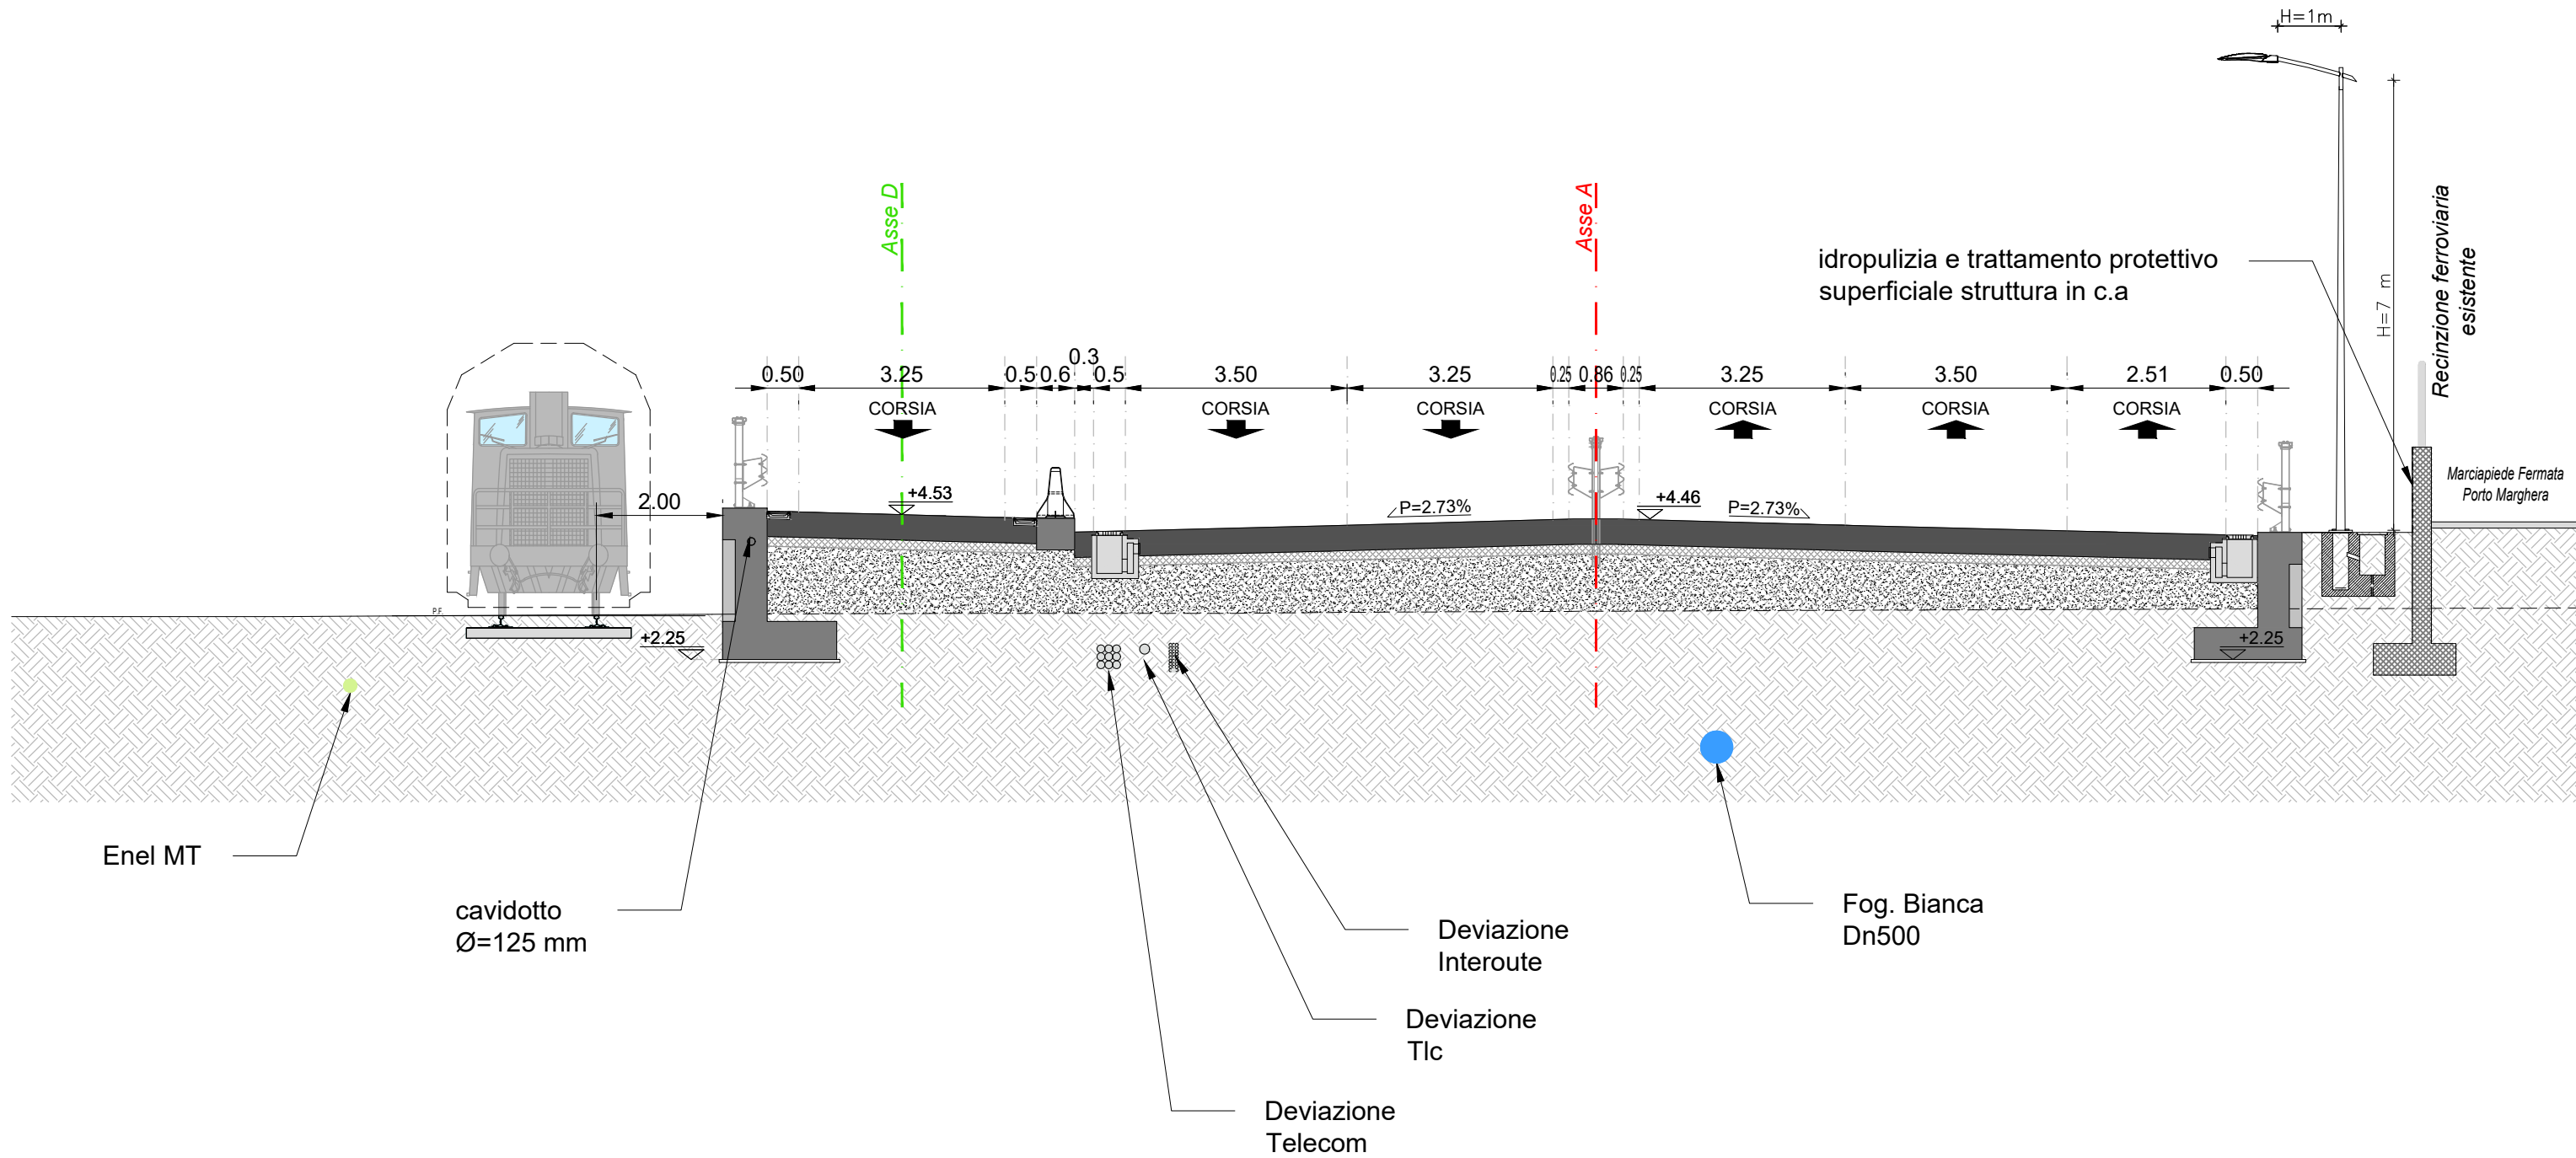 H=1m
Asse D
Asse A
Recinzione ferroviaria
esistente
idropulizia e trattamento protettivo
superficiale struttura in c.a
H=7 m
0.3
0.50 3.25 0.5 0.6 0.5 3.50 3.25 0.25 0.86 0.25 3.25 3.50 2.51 0.50
CORSIA CORSIA CORSIA CORSIA CORSIA CORSIA
Marciapiede Fermata
Porto Marghera
2.00
+4.53
P=2.73%
+4.46
P=2.73%
P.F.
+2.25
+2.25
Enel MT
cavidotto
Ø=125 mm
Fog. Bianca
Dn500
Deviazione
Interoute
Deviazione
Tlc
Deviazione
Telecom